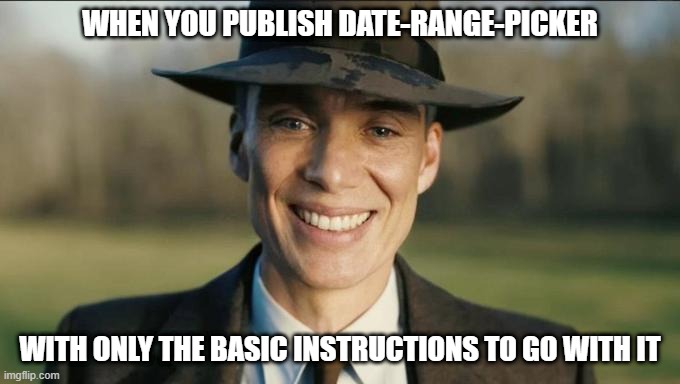 WHEN YOU PUBLISH DATE-RANGE-PICKER
WITH ONLY THE BASIC INSTRUCTIONS TO GO WITH IT
imgflip.com